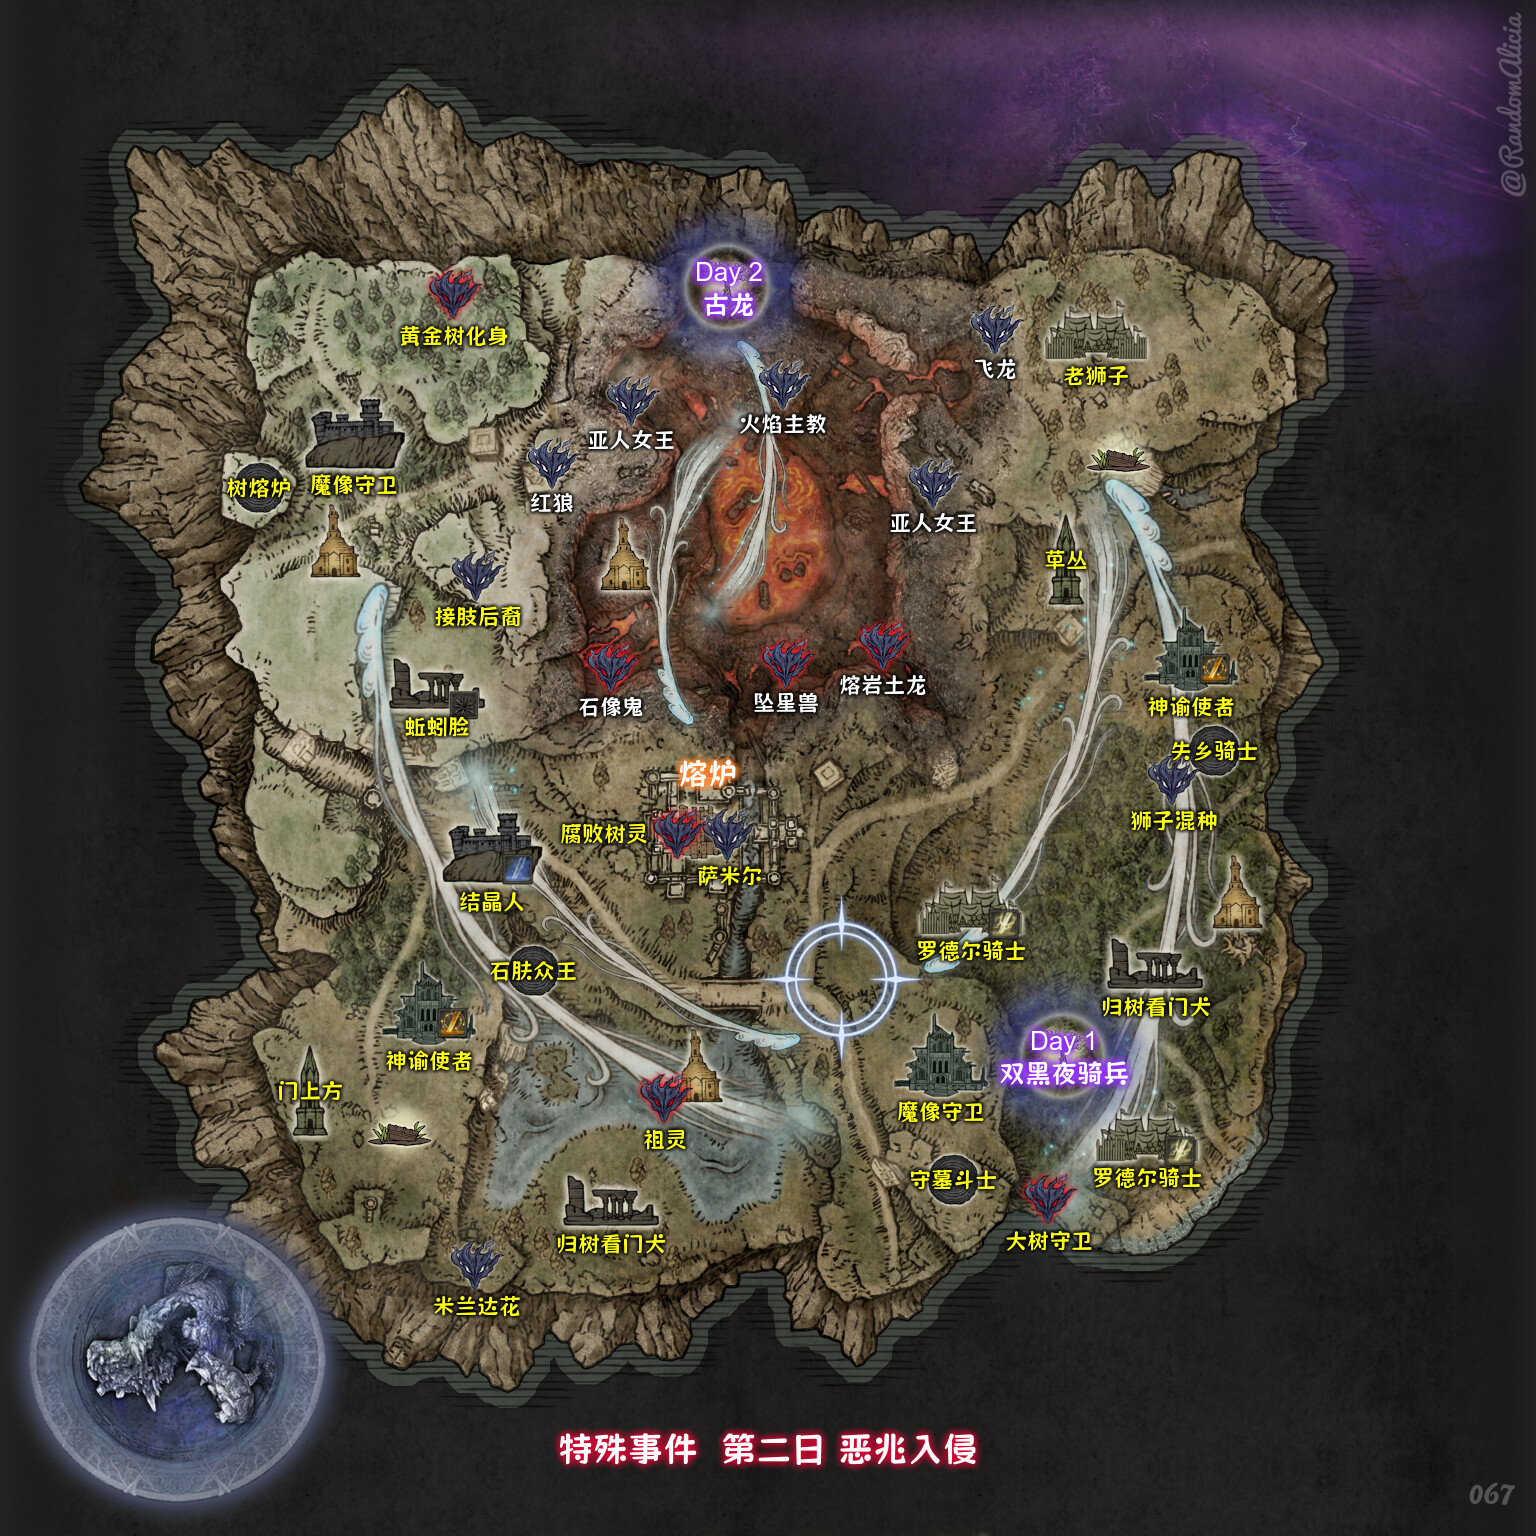 @RandomAlicia
Day 2
古龙
黄金树化身
飞龙
老狮子
火焰主教
亚人女王
树熔炉
魔像守卫
红狼
亚人女王
草丛
接肢后裔
石像鬼
坠星兽
熔岩土龙
神谕使者
蚯蚓脸
失乡骑士
熔炉
狮子混种
腐败树灵
萨米尔
结晶人
罗德尔骑士
石肤众王
归树看门犬
神谕使者
Day 1
双黑夜骑兵
门上方
魔像守卫
祖灵
守墓斗士
罗德尔骑士
归树看门犬
大树守卫
米兰达花
特殊事件 第二日 恶兆入侵
067